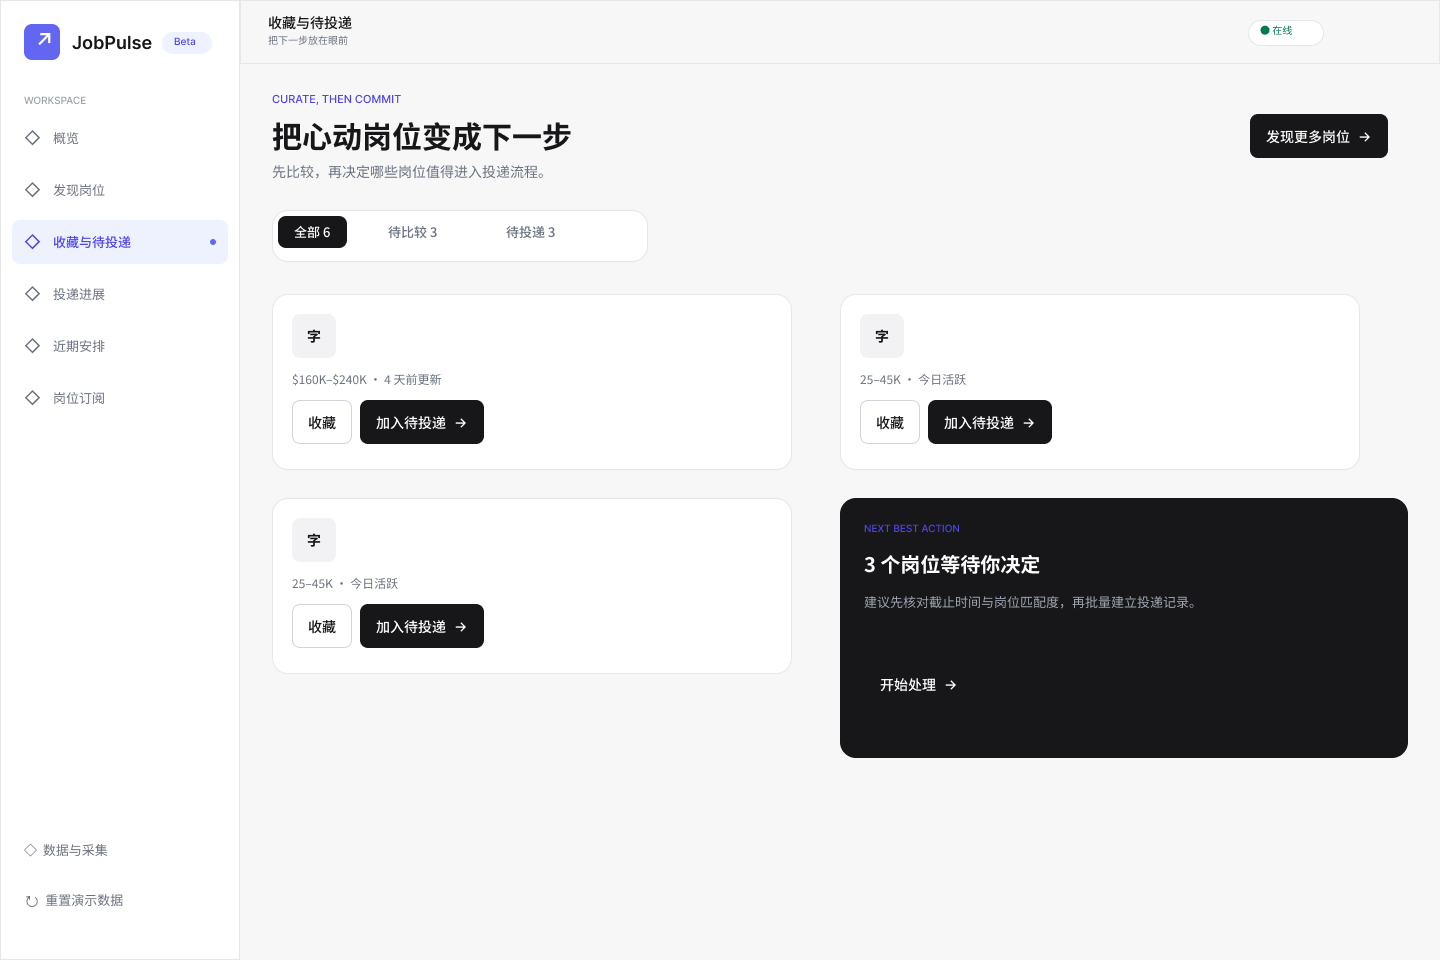 JobPulse Beta
WORKSPACE
概览
发现岗位
收藏与待投递
投递进展
近期安排
岗位订阅
数据与采集
重置演示数据
收藏与待投递
把下一步放在眼前
在线
CURATE, THEN COMMIT
把心动岗位变成下一步
先比较，再决定哪些岗位值得进入投递流程。
发现更多岗位 →
全部 6 待比较 3 待投递 3
字
$160K–$240K · 4 天前更新
收藏 加入待投递 →
字
25–45K · 今日活跃
收藏 加入待投递 →
字
25–45K · 今日活跃
收藏 加入待投递 →
NEXT BEST ACTION
3 个岗位等待你决定
建议先核对截止时间与岗位匹配度，再批量建立投递记录。
开始处理 →